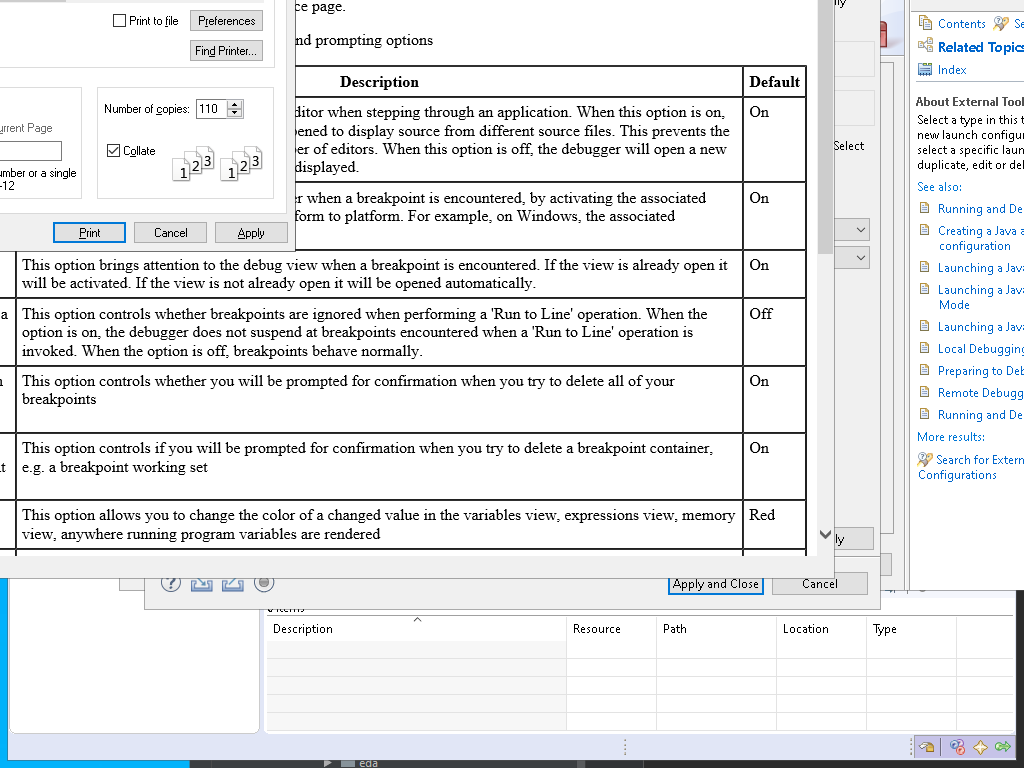 Print to file
Preferences
Find Printer...
Number of copies:
110
Collate
1 2 3
1 2 3
urrent Page
umber or a single
-12
Print
Cancel
Apply
ce page.
nd prompting options
Description
Default
ditor when stepping through an application. When this option is on,
ened to display source from different source files. This prevents the
er of editors. When this option is off, the debugger will open a new
displayed.
On
r when a breakpoint is encountered, by activating the associated
form to platform. For example, on Windows, the associated
On
This option brings attention to the debug view when a breakpoint is encountered. If the view is already open it
will be activated. If the view is not already open it will be opened automatically.
On
a
This option controls whether breakpoints are ignored when performing a 'Run to Line' operation. When the
option is on, the debugger does not suspend at breakpoints encountered when a 'Run to Line' operation is
invoked. When the option is off, breakpoints behave normally.
Off
This option controls whether you will be prompted for confirmation when you try to delete all of your
breakpoints
On
This option controls if you will be prompted for confirmation when you try to delete a breakpoint container,
e.g. a breakpoint working set
On
This option allows you to change the color of a changed value in the variables view, expressions view, memory
view, anywhere running program variables are rendered
Red
Select
ly
Apply and Close
Cancel
Contents
Se
Related Topics
Index
About External Tool
Select a type in this t
new launch configur
select a specific laun
duplicate, edit or del
See also:
Running and De
Creating a Java a
configuration
Launching a Java
Launching a Java
Mode
Launching a Java
Local Debugging
Preparing to Deb
Remote Debugg
Running and De
More results:
Search for Extern
Configurations
items
Description
Resource
Path
Location
Type
eda